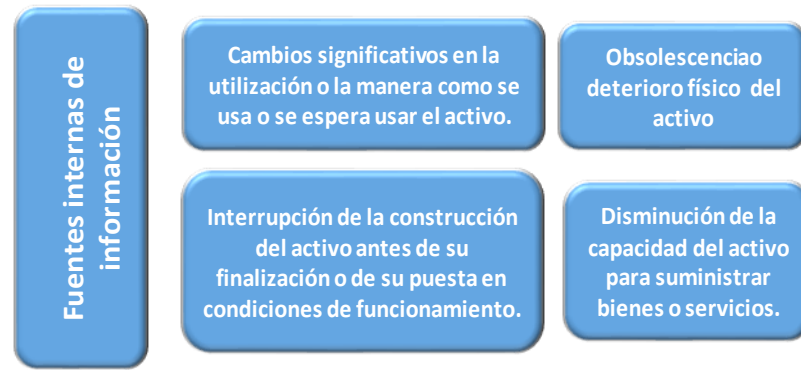 Fuentes internas de
información
Cambios significativos en la
utilización o la manera como se
usa o se espera usar el activo.
Obsolescenciao
deterioro físico del
activo
Interrupción de la construcción
del activo antes de su
finalización o de su puesta en
condiciones de funcionamiento.
Disminución de la
capacidad del activo
para suministrar
bienes o servicios.